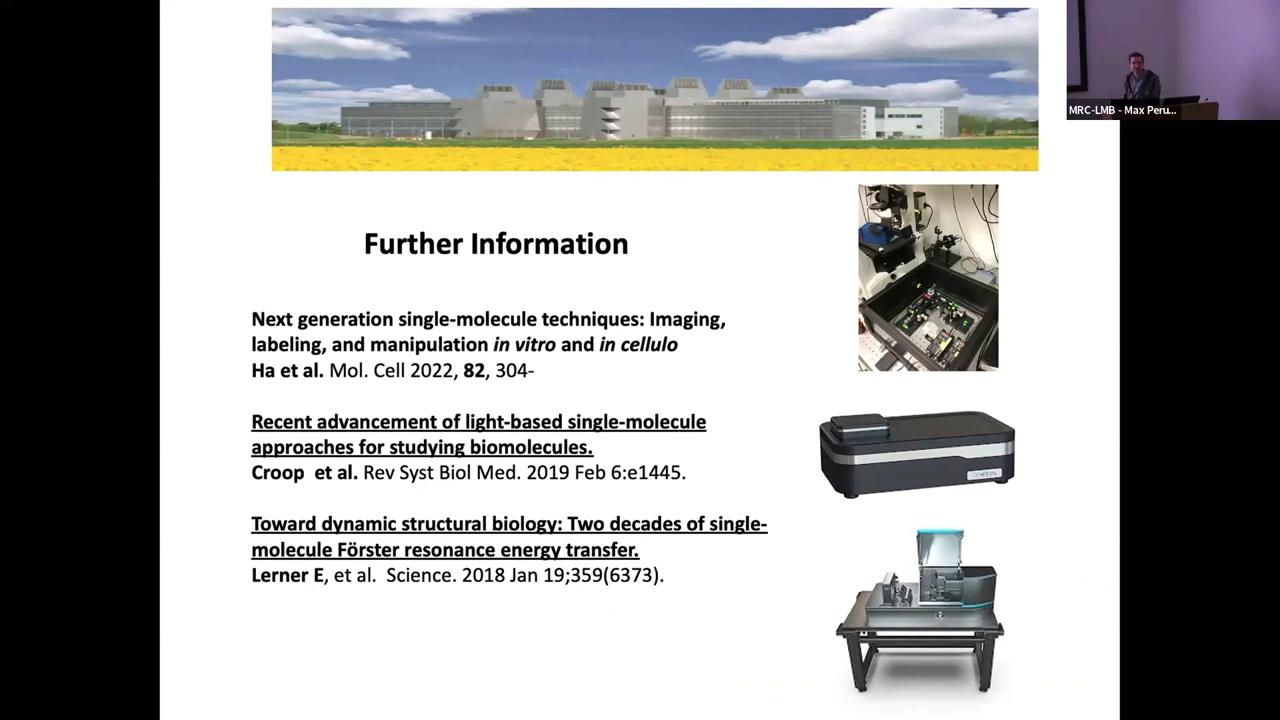 MRC-LMB - Max Peru...
Further Information
Next generation single-molecule techniques: Imaging,
labeling, and manipulation in vitro and in cellulo
Ha et al. Mol. Cell 2022, 82, 304-
Recent advancement of light-based single-molecule
approaches for studying biomolecules.
Croop et al. Rev Syst Biol Med. 2019 Feb 6:e1445.
Toward dynamic structural biology: Two decades of single-
molecule Förster resonance energy transfer.
Lerner E, et al. Science. 2018 Jan 19;359(6373).